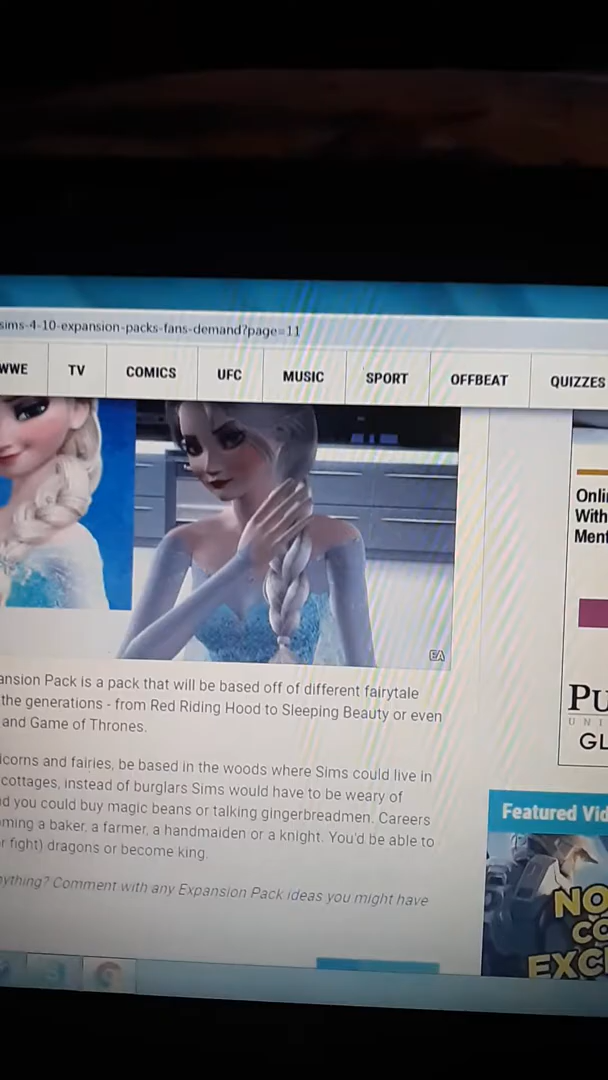 sims-4-10-expansion-packs-fans-demand?page=11
WWE
TV
COMICS
UFC
MUSIC
SPORT
OFFBEAT
QUIZZES
EA
ansion Pack is a pack that will be based off of different fairytale
the generations - from Red Riding Hood to Sleeping Beauty or even
and Game of Thrones.
icorns and fairies, be based in the woods where Sims could live in
cottages, instead of burglars Sims would have to be weary of
d you could buy magic beans or talking gingerbreadmen. Careers
ming a baker, a farmer, a handmaiden or a knight. You'd be able to
r fight) dragons or become king.
ything? Comment with any Expansion Pack ideas you might have
Onli
With
Ment
PU
UNI
GL
Featured Vid
NO
CO
EXC